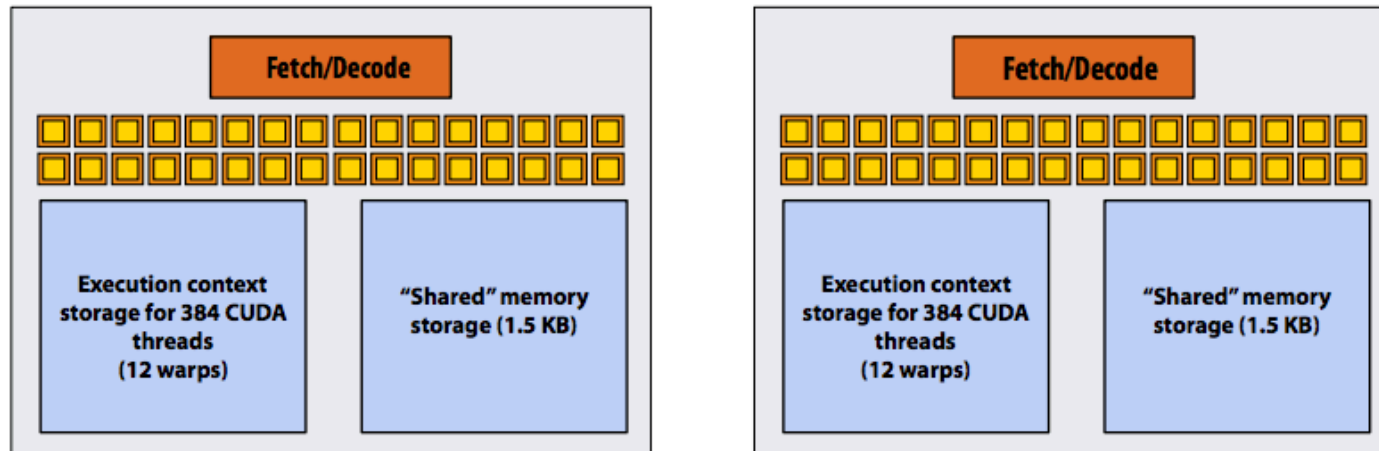 Fetch/Decode
Execution context
storage for 384 CUDA
threads
(12 warps)
“Shared” memory
storage (1.5 KB)
Fetch/Decode
Execution context
storage for 384 CUDA
threads
(12 warps)
“Shared” memory
storage (1.5 KB)